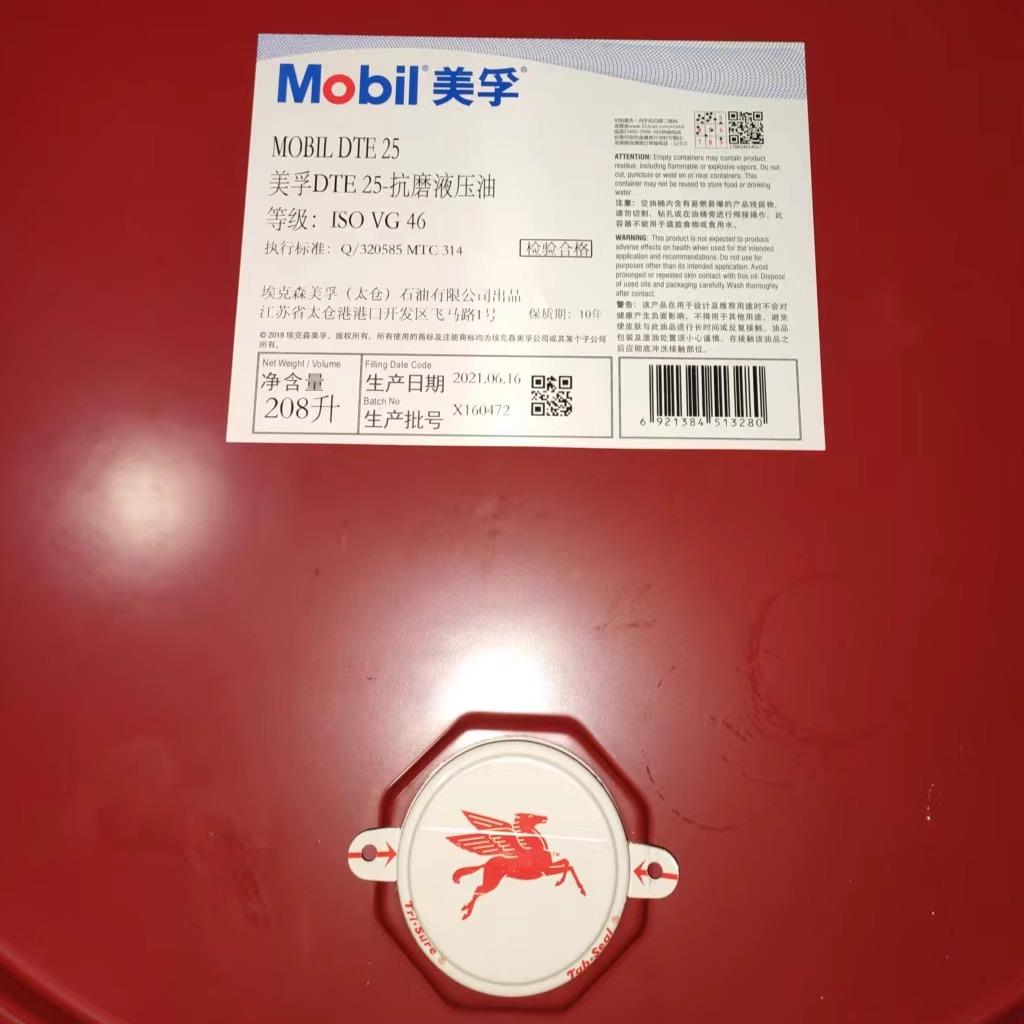 Mobil® 美孚®
MOBIL DTE 25
美孚DTE 25-抗磨液压油
等级: ISO VG 46
执行标准: Q/320585 MTC 314
检验合格
埃克森美孚（太仓）石油有限公司出品
江苏省太仓港港口开发区飞马路1号
保质期: 10年
© 2019 埃克森美孚。版权所有。所有使用的商标及注册商标均为埃克森美孚公司或其某个子公司
所有。
ATTENTION: Empty containers may contain product
residue, including flammable or explosive vapors. Do not
cut, puncture or weld on or near containers. This
container may not be reused to store food or drinking
water.
注意: 空油桶内含有易燃易爆的产品残留物,
请勿切割、钻孔或在油桶旁进行焊接操作。此
容器不能用于盛放食物或食用水。
WARNING: This product is not expected to produce
adverse effects on health when used for the intended
application and recommendations. Do not use for
purposes other than its intended application. Avoid
prolonged or repeated skin contact with this oil. Dispose
of used oils and packaging carefully. Wash thoroughly
after contact.
警告: 该产品在用于设计及推荐用途时不会对
健康产生负面影响。不得用于其他用途。避免
使皮肤与此油品进行长时间或反复接触。油品
包装及废油处置须小心谨慎。在接触该油品之
后应彻底冲洗接触部位。
Net Weight / Volume
净含量
208升
Filling Date Code
生产日期 2021.06.16
Batch No
生产批号 X160472
6 921384 513280
Tri-Sure ®
Tab-Seal ®